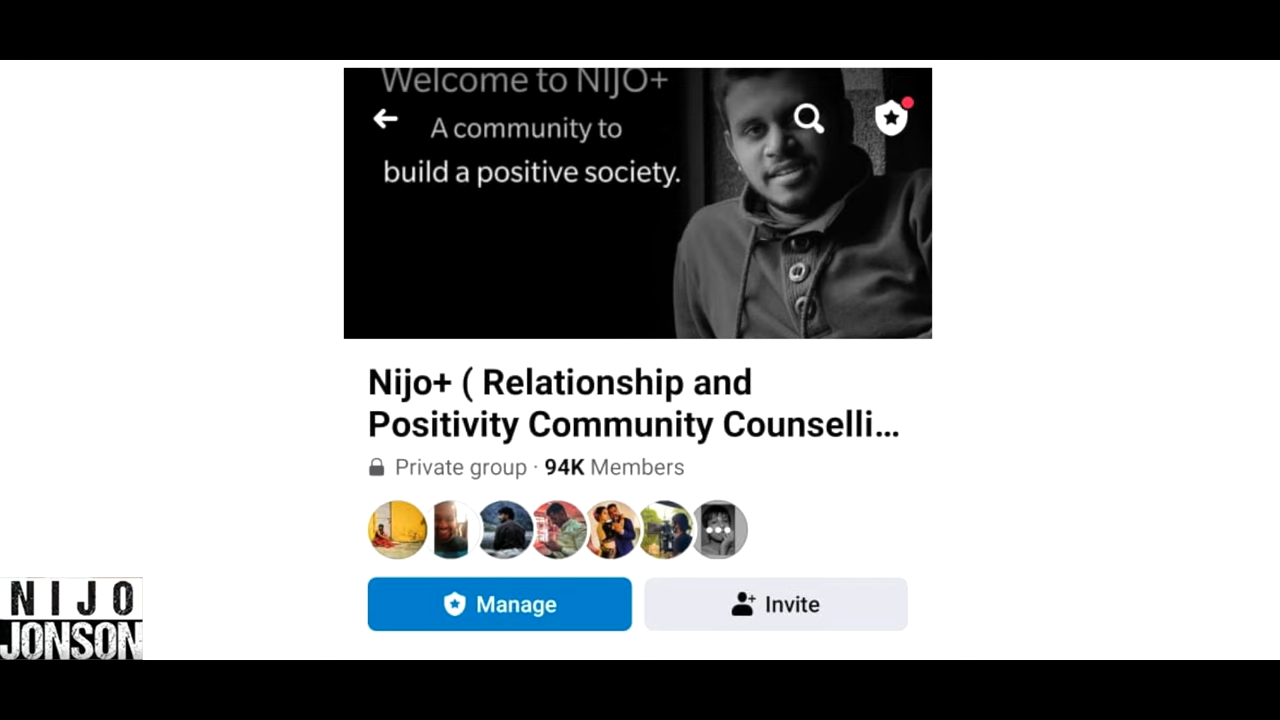 Welcome to NIJO+
A community to
build a positive society.
Nijo+ ( Relationship and
Positivity Community Counselli...
Private group · 94K Members
Manage
Invite
NIJO
JONSON